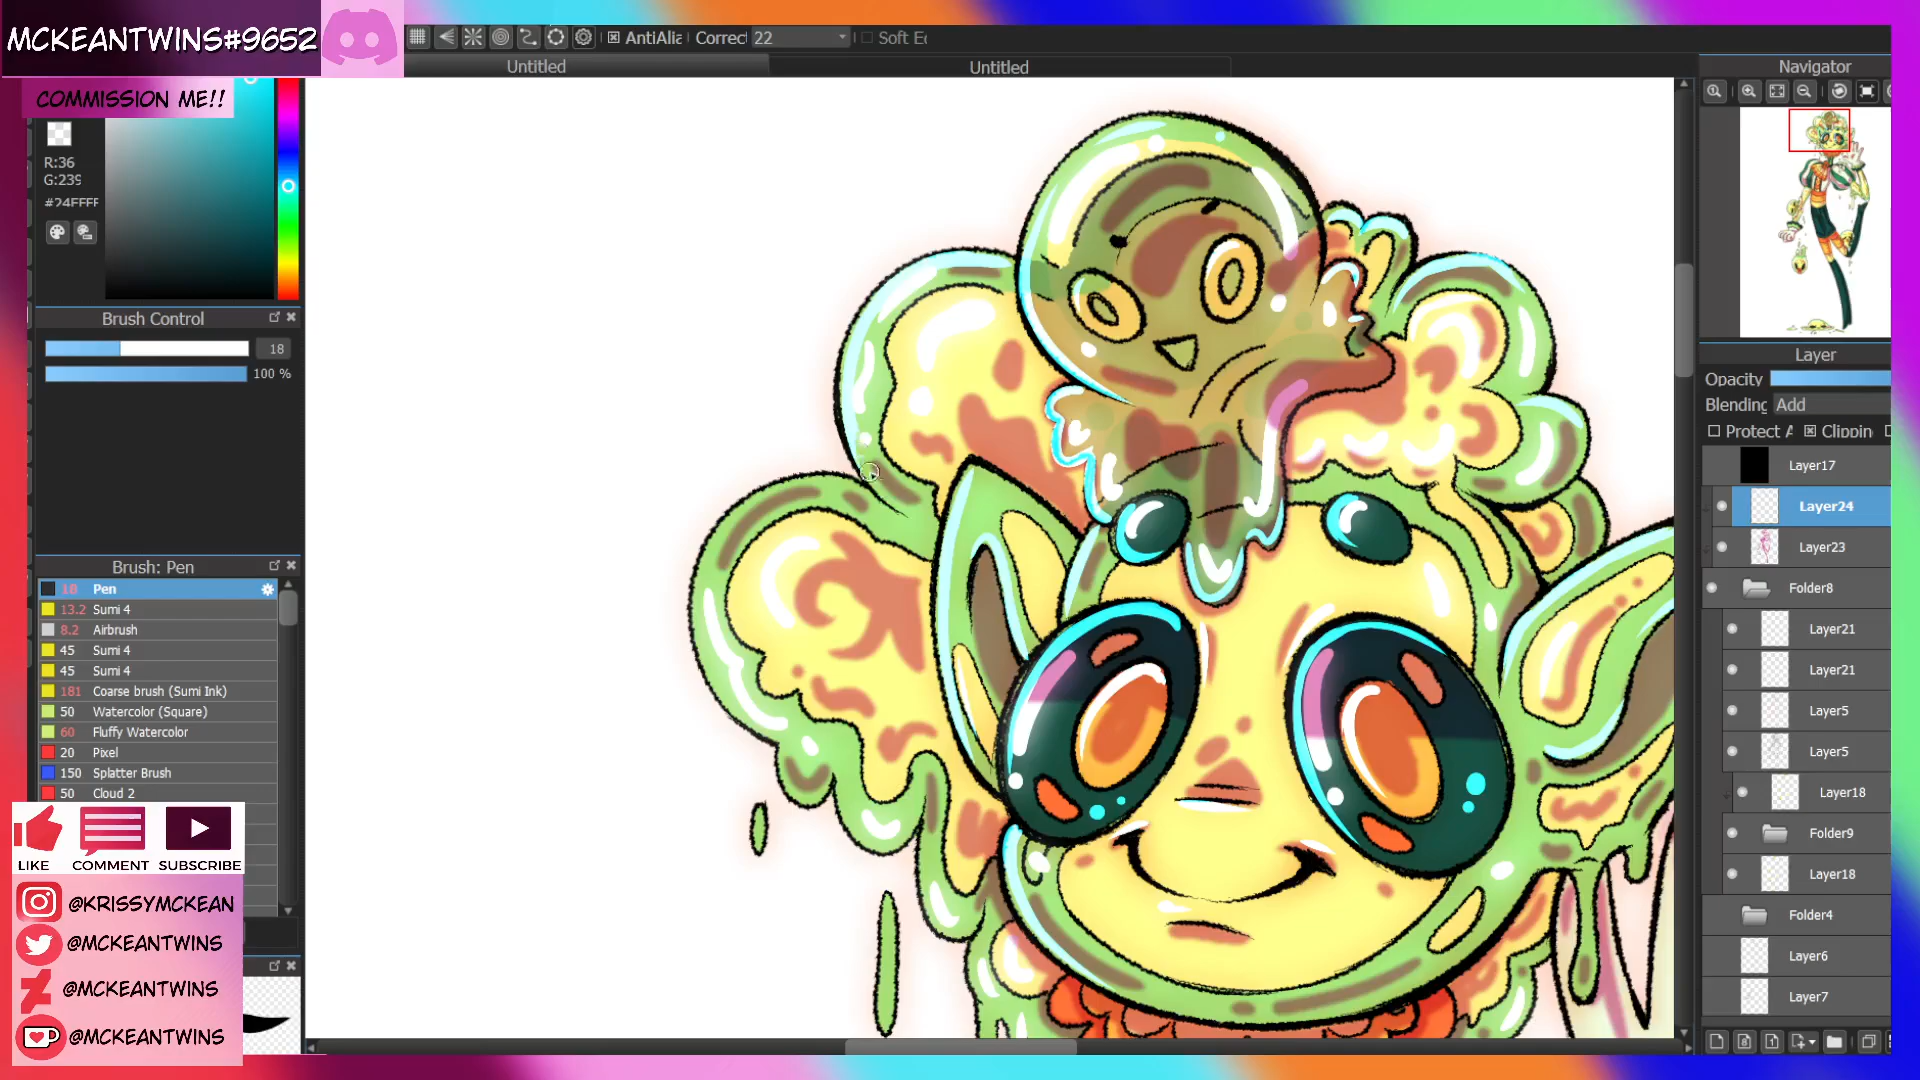 MCKEANTWINS#9652
COMMISSION ME!!
AntiAlia
Correct 22
Soft Ed
Untitled
Untitled
R:36
G:239
#24EFFF
Brush Control
18
100 %
Brush: Pen
18 Pen
13.2 Sumi 4
8.2 Airbrush
45 Sumi 4
45 Sumi 4
181 Coarse brush (Sumi Ink)
50 Watercolor (Square)
60 Fluffy Watercolor
20 Pixel
150 Splatter Brush
50 Cloud 2
LIKE COMMENT SUBSCRIBE
@KRISSYMCKEAN
@MCKEANTWINS
@MCKEANTWINS
@MCKEANTWINS
Navigator
Layer
Opacity
Blending Add
Protect A
Clipping
Layer17
Layer24
Layer23
Folder8
Layer21
Layer21
Layer5
Layer5
Layer18
Folder9
Layer18
Folder4
Layer6
Layer7